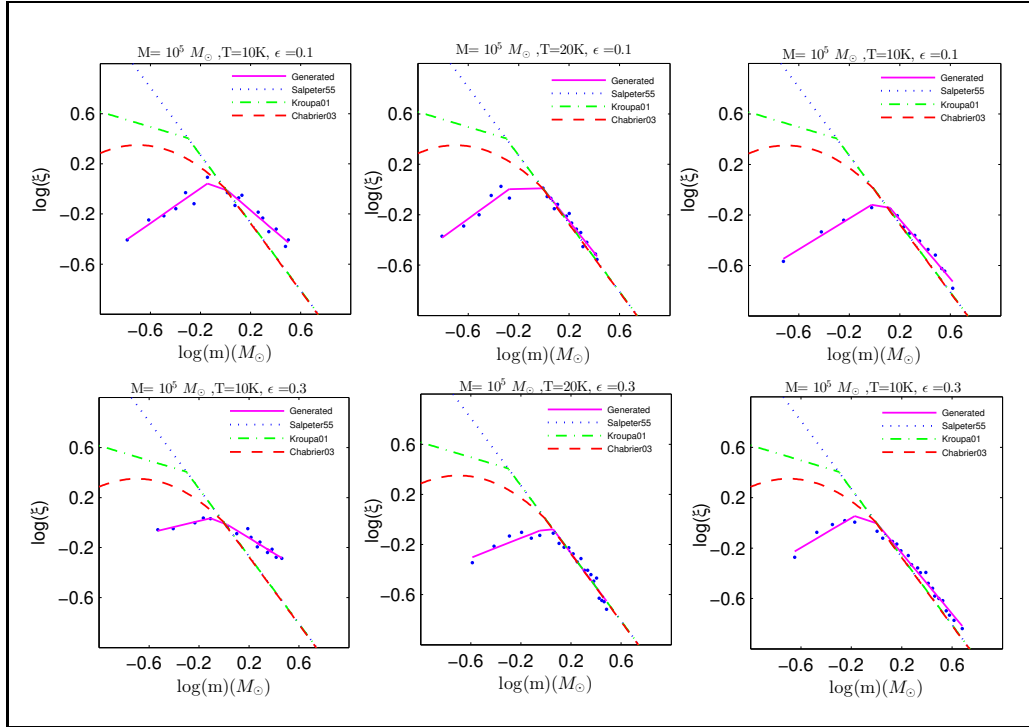 M= 10^5 M_⊙ ,T=10K, ϵ =0.1
Generated
Salpeter55
Kroupa01
Chabrier03
0.6
0.2
−0.2
−0.6
log(ξ)
−0.6 −0.2 0.2 0.6
log(m)(M_⊙)
M= 10^5 M_⊙ ,T=20K, ϵ =0.1
Generated
Salpeter55
Kroupa01
Chabrier03
0.6
0.2
−0.2
−0.6
log(ξ)
−0.6 −0.2 0.2 0.6
log(m)(M_⊙)
M= 10^5 M_⊙ ,T=10K, ϵ =0.1
Generated
Salpeter55
Kroupa01
Chabrier03
0.6
0.2
−0.2
−0.6
log(ξ)
−0.6 −0.2 0.2 0.6
log(m)(M_⊙)
M= 10^5 M_⊙ ,T=10K, ϵ =0.3
Generated
Salpeter55
Kroupa01
Chabrier03
0.6
0.2
−0.2
−0.6
log(ξ)
−0.6 −0.2 0.2 0.6
log(m)(M_⊙)
M= 10^5 M_⊙ ,T=20K, ϵ =0.3
Generated
Salpeter55
Kroupa01
Chabrier03
0.6
0.2
−0.2
−0.6
log(ξ)
−0.6 −0.2 0.2 0.6
log(m)(M_⊙)
M= 10^5 M_⊙ ,T=10K, ϵ =0.3
Generated
Salpeter55
Kroupa01
Chabrier03
0.6
0.2
−0.2
−0.6
log(ξ)
−0.6 −0.2 0.2 0.6
log(m)(M_⊙)